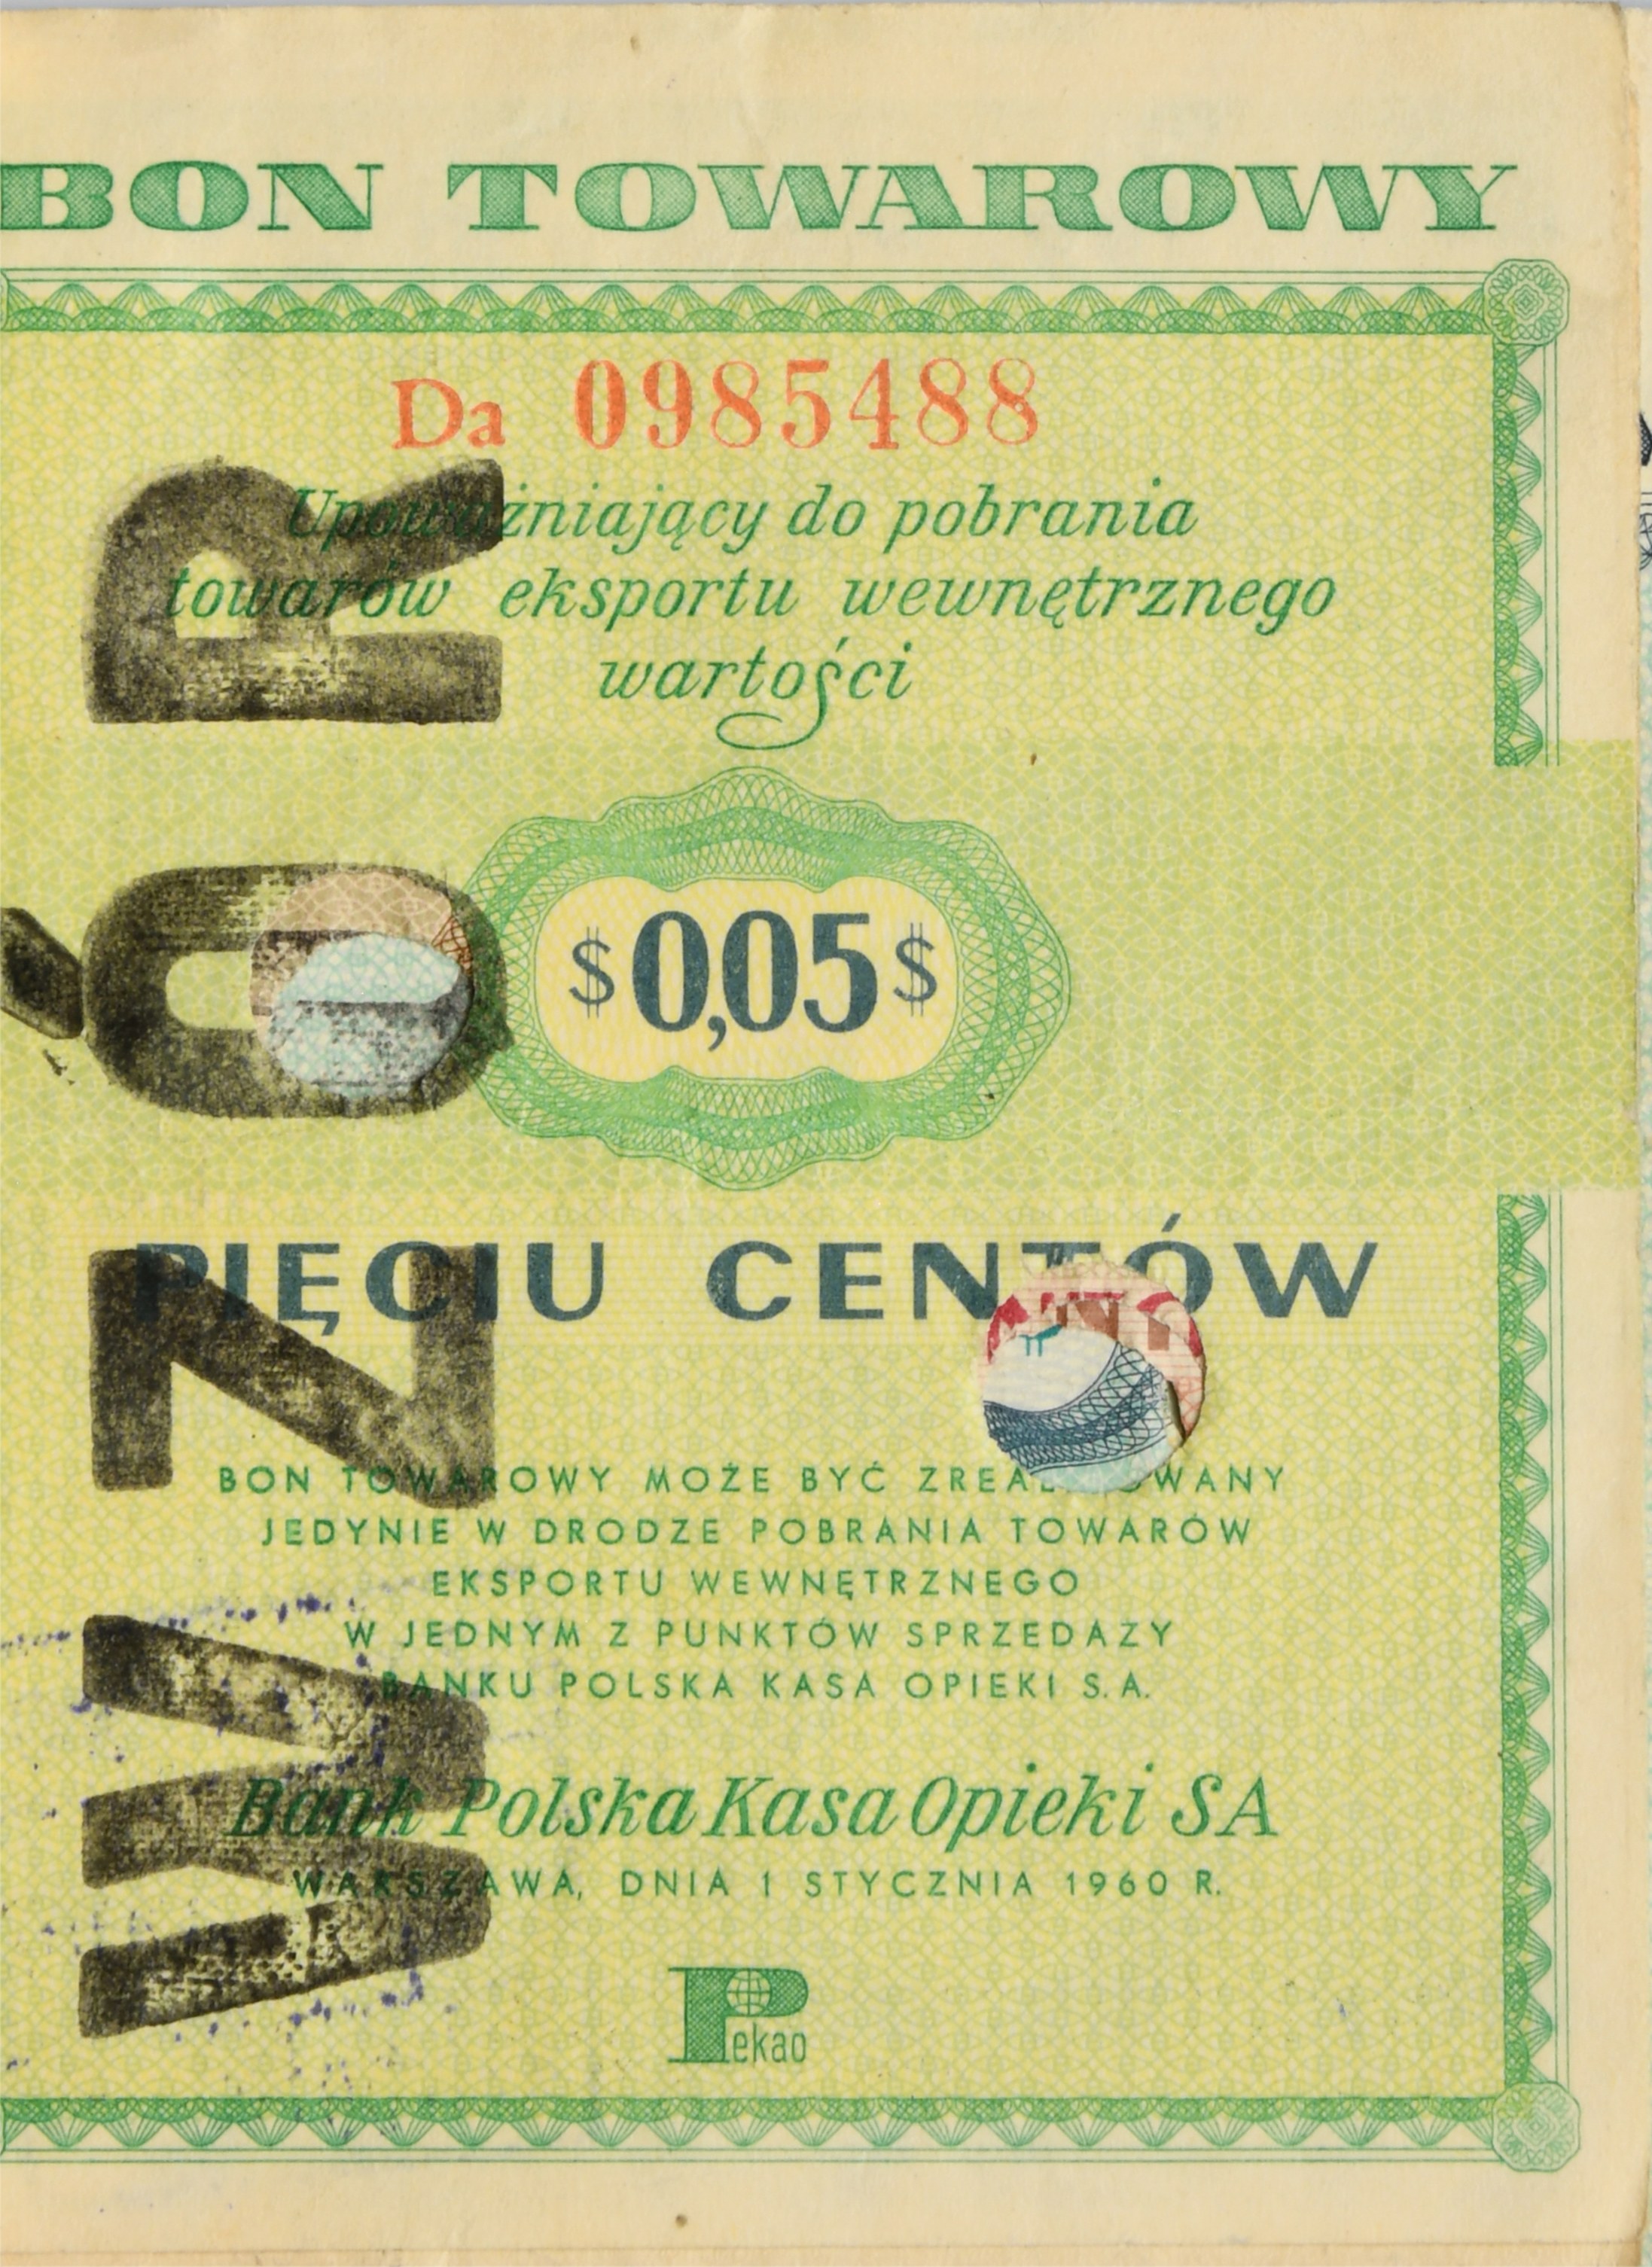 BON TOWAROWY
Da 0985488
Upoważniający do pobrania
towarów eksportu wewnętrznego
wartości
$0,05$
PIĘCIU CENTÓW
BON TOWAROWY MOŻE BYĆ
JEDYNIE W DRODZE POBRANIA TOWARÓW
EKSPORTU WEWNĘTRZNEGO
W JEDNYM Z PUNKTÓW SPRZEDAZY
BANKU POLSKA KASA OPIEKI S.A.
Bank Polska Kasa Opieki SA
WARSZAWA, DNIA 1 STYCZNIA 1960 R.
Pekao
WZÓR